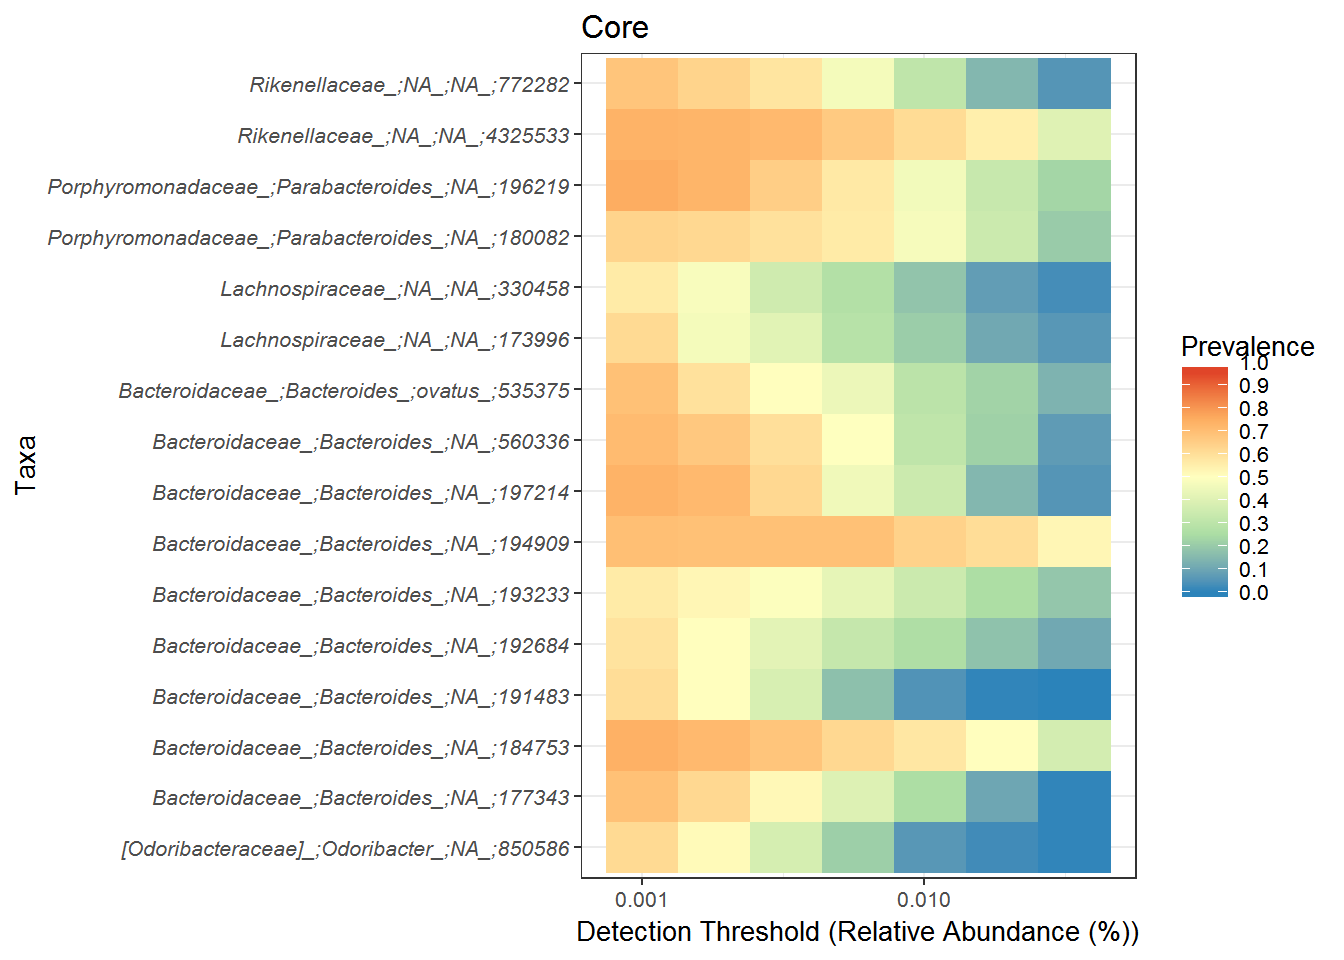 Core
Rikenellaceae_;NA_;NA_;772282
Rikenellaceae_;NA_;NA_;4325533
Porphyromonadaceae_;Parabacteroides_;NA_;196219
Porphyromonadaceae_;Parabacteroides_;NA_;180082
Lachnospiraceae_;NA_;NA_;330458
Lachnospiraceae_;NA_;NA_;173996
Bacteroidaceae_;Bacteroides_;ovatus_;535375
Bacteroidaceae_;Bacteroides_;NA_;560336
Bacteroidaceae_;Bacteroides_;NA_;197214
Bacteroidaceae_;Bacteroides_;NA_;194909
Bacteroidaceae_;Bacteroides_;NA_;193233
Bacteroidaceae_;Bacteroides_;NA_;192684
Bacteroidaceae_;Bacteroides_;NA_;191483
Bacteroidaceae_;Bacteroides_;NA_;184753
Bacteroidaceae_;Bacteroides_;NA_;177343
[Odoribacteraceae]_;Odoribacter_;NA_;850586
Taxa
0.001
0.010
Detection Threshold (Relative Abundance (%))
Prevalence
1.0
0.9
0.8
0.7
0.6
0.5
0.4
0.3
0.2
0.1
0.0